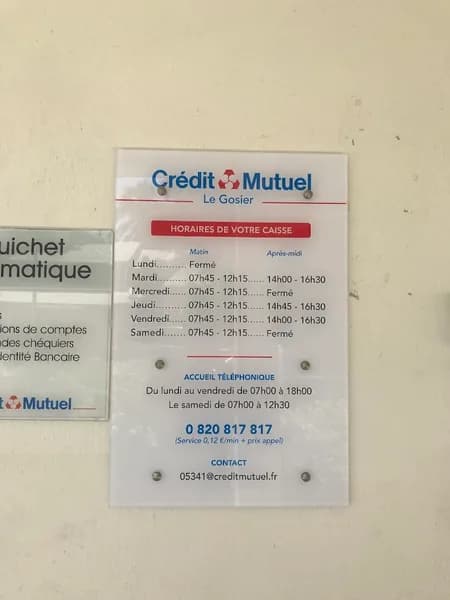 Crédit Mutuel
Le Gosier
HORAIRES DE VOTRE CAISSE
Matin Après-midi
Lundi.......... Fermé
Mardi.......... 07h45 - 12h15...... 14h00 - 16h30
Mercredi...... 07h45 - 12h15...... Fermé
Jeudi........... 07h45 - 12h15...... 14h45 - 16h30
Vendredi...... 07h45 - 12h15...... 14h00 - 16h30
Samedi........ 07h45 - 12h15...... Fermé
ACCUEIL TÉLÉPHONIQUE
Du lundi au vendredi de 07h00 à 18h00
Le samedi de 07h00 à 12h30
0 820 817 817
(Service 0,12 €/min + prix appel)
CONTACT
05341@creditmutuel.fr
uichet
matique
s
ions de comptes
ndes chéquiers
dentité Bancaire
t Mutuel